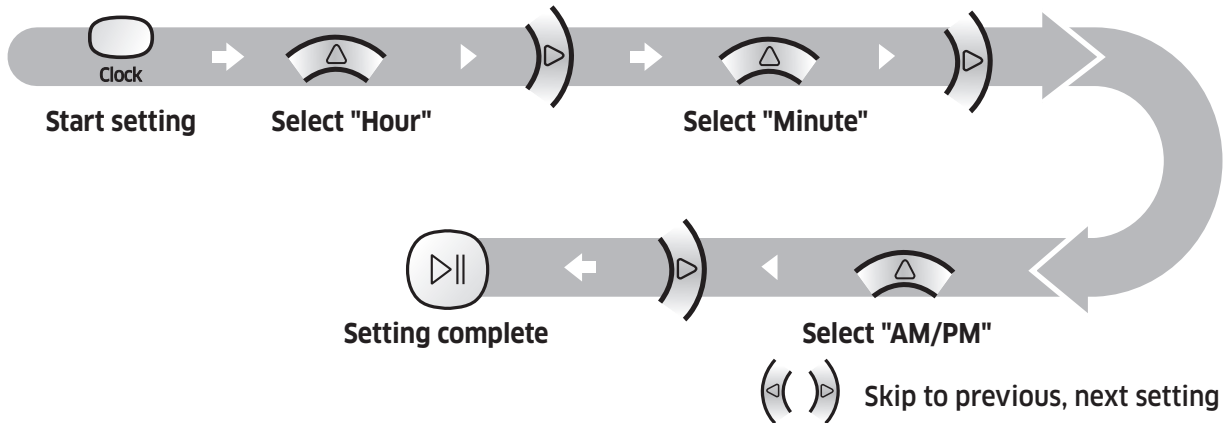 Clock
Start setting
Select "Hour"
Select "Minute"
Setting complete
Select "AM/PM"
Skip to previous, next setting